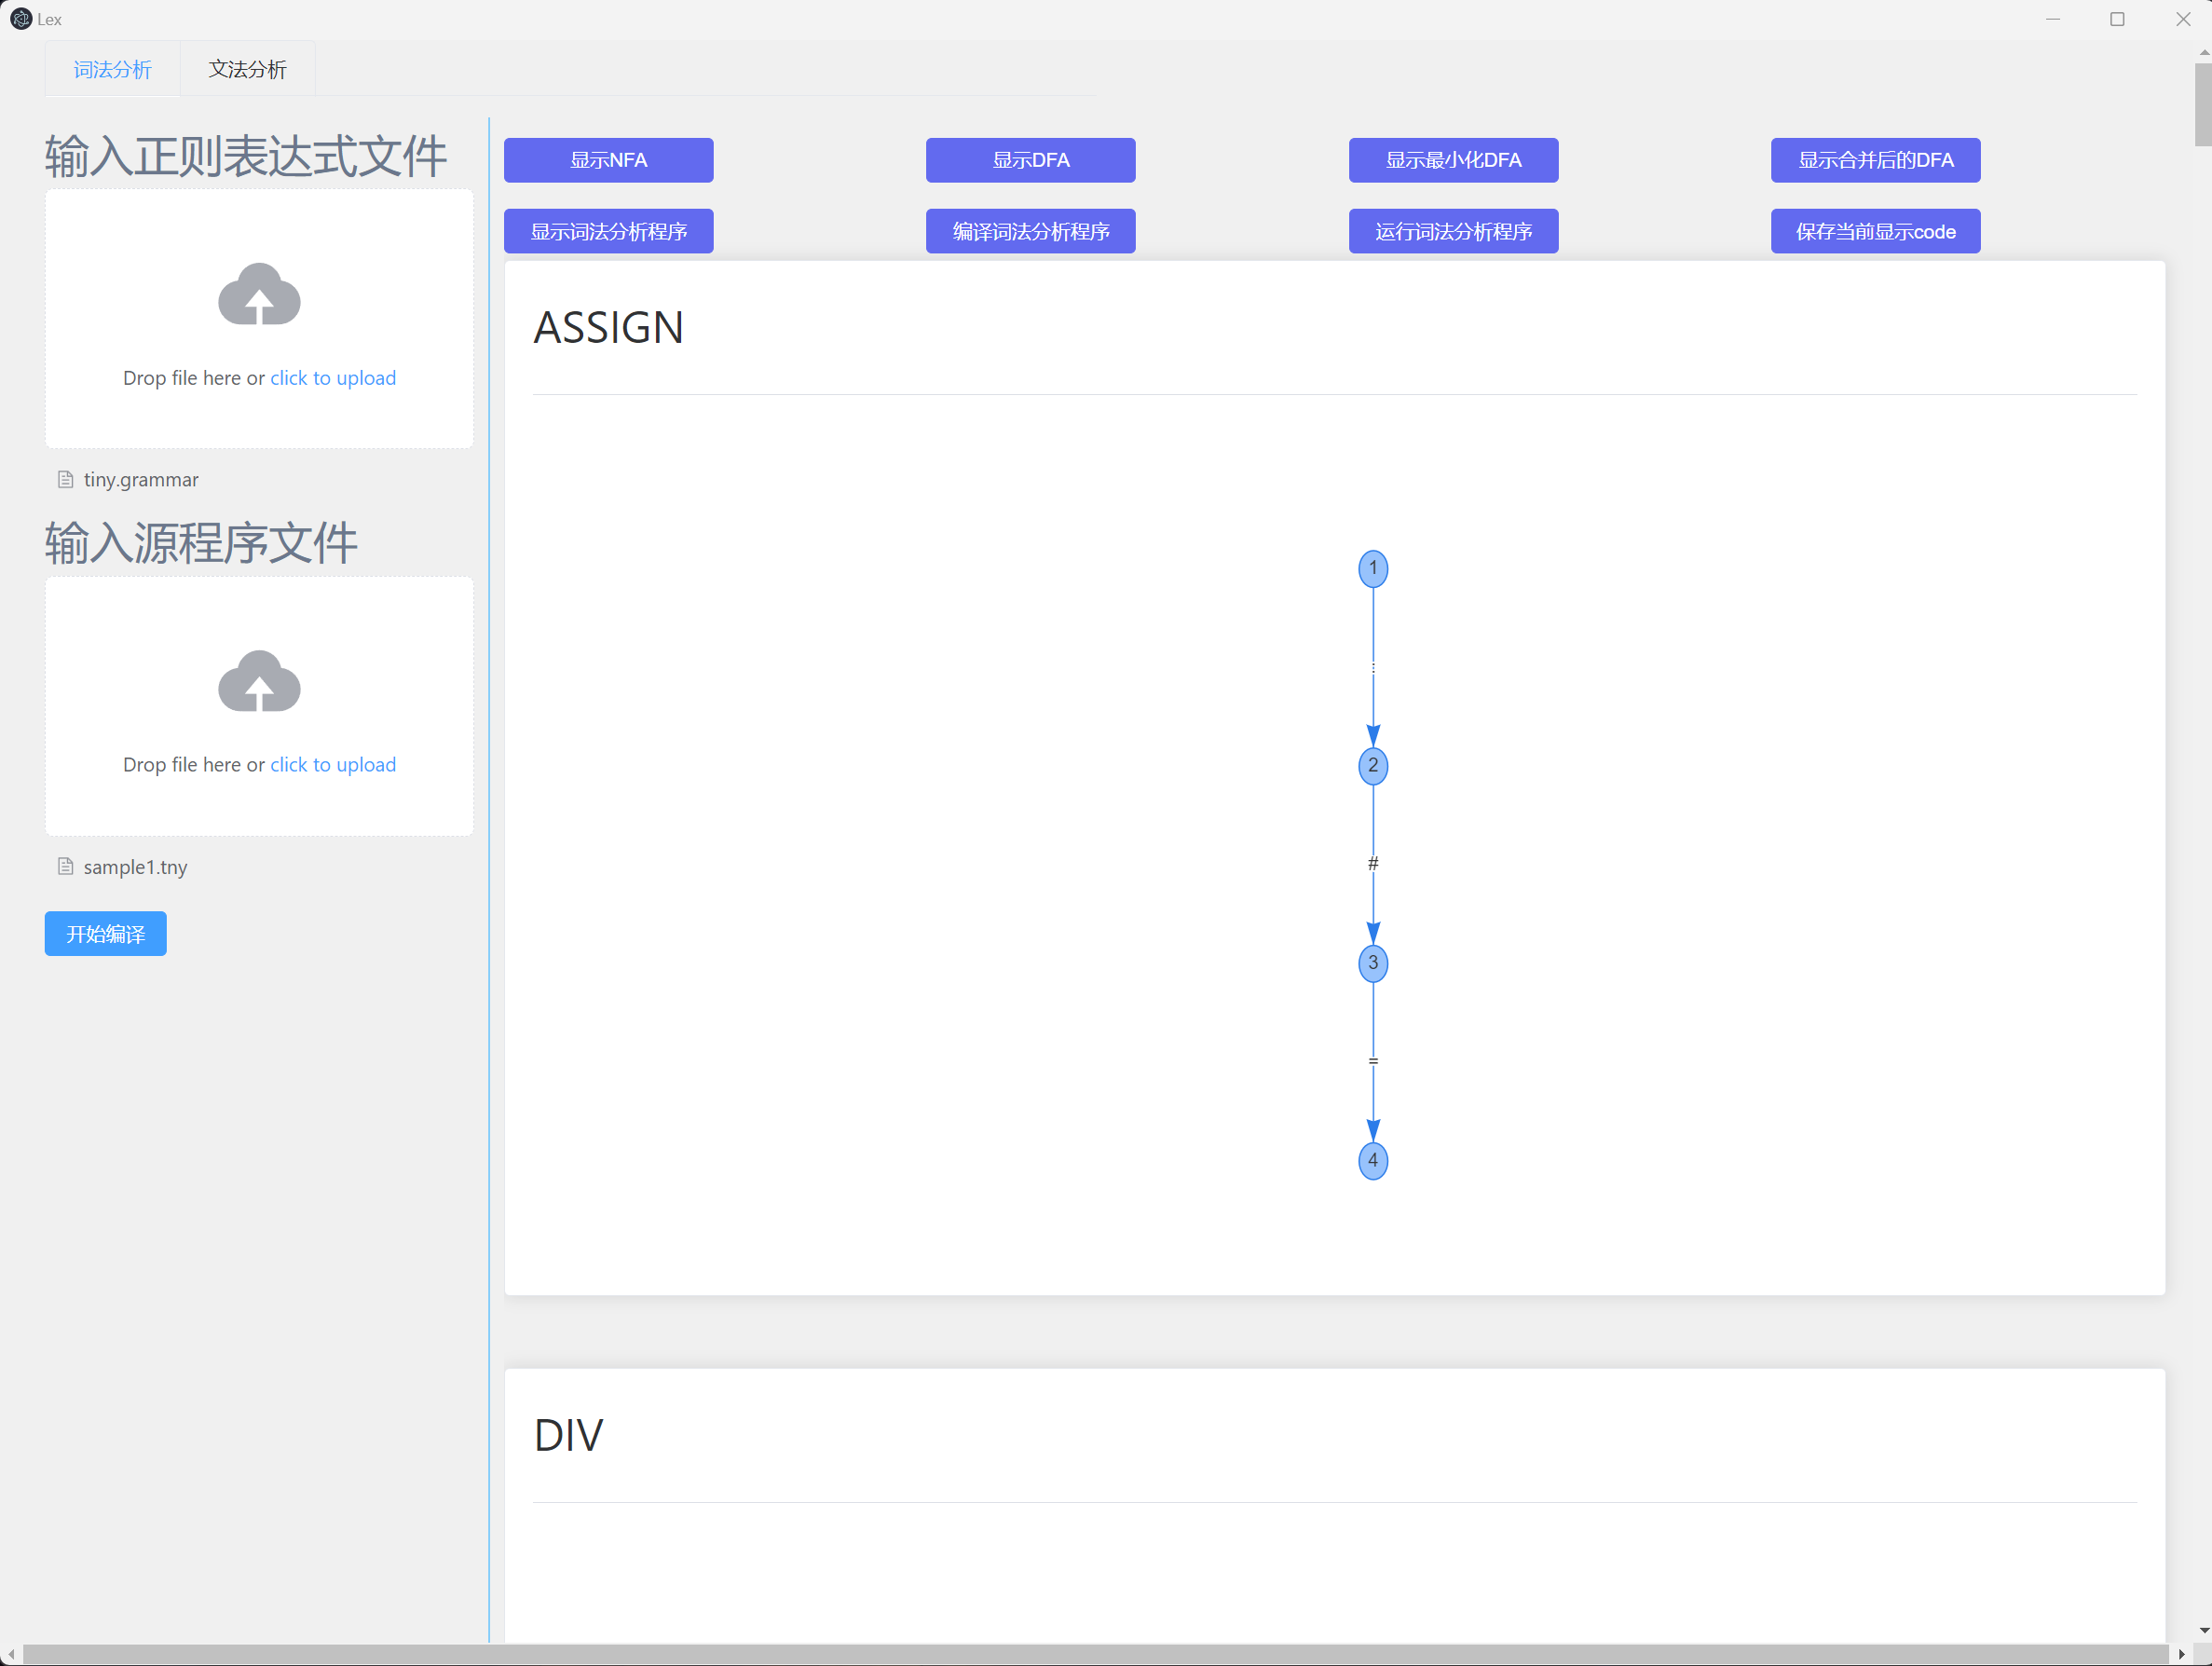 Lex
词法分析 文法分析
输入正则表达式文件
Drop file here or click to upload
tiny.grammar
输入源程序文件
Drop file here or click to upload
sample1.tny
开始编译
显示NFA 显示DFA 显示最小化DFA 显示合并后的DFA
显示词法分析程序 编译词法分析程序 运行词法分析程序 保存当前显示code
ASSIGN
1
:
2
#
3
=
4
DIV